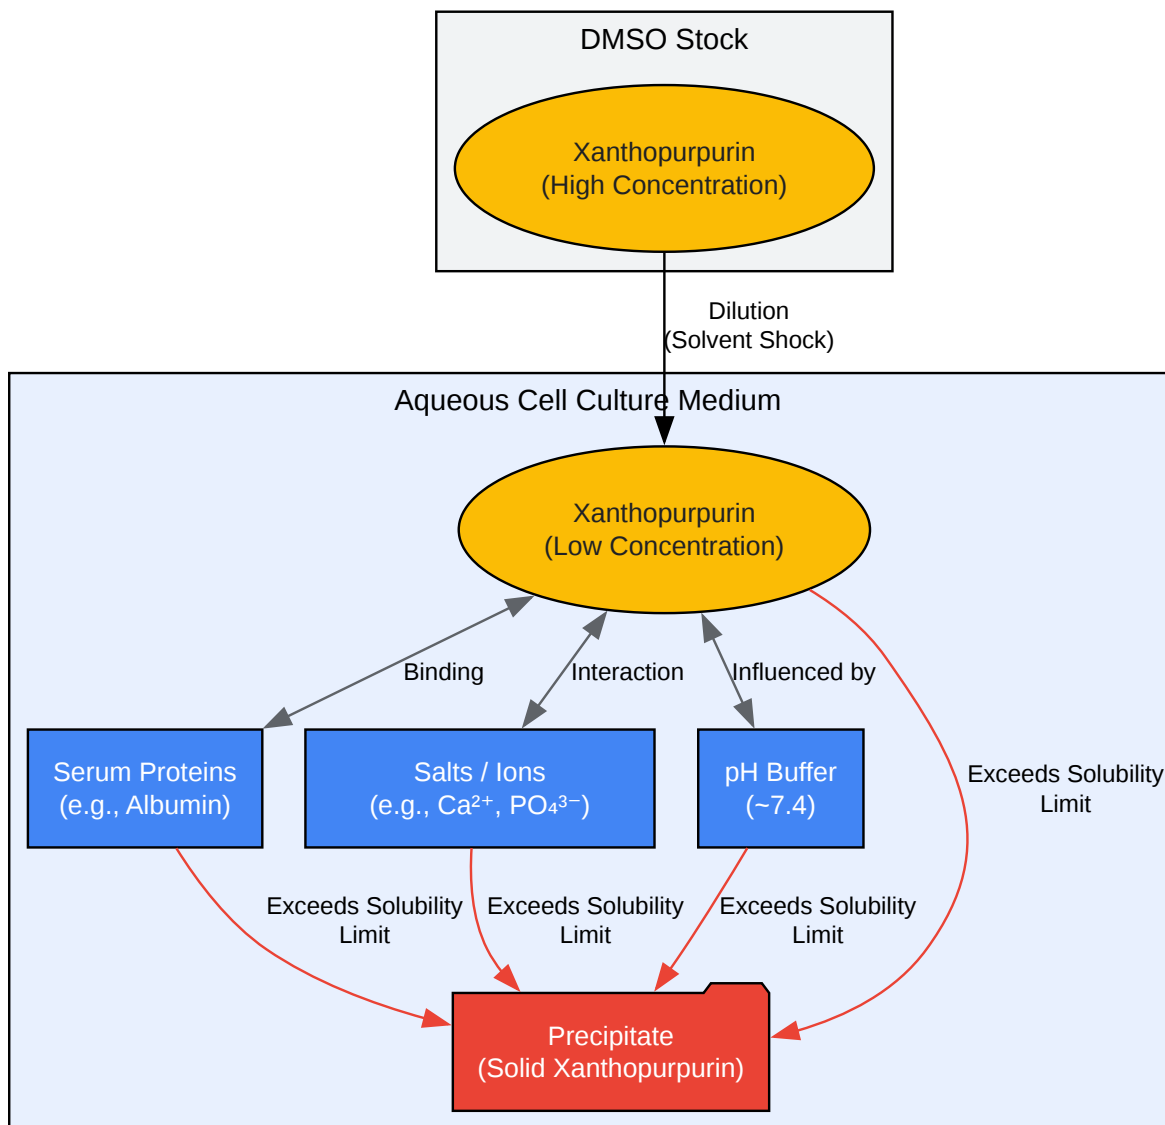 DMSO Stock
Xanthopurpurin
(High Concentration)
Dilution
(Solvent Shock)
Aqueous Cell Culture Medium
Xanthopurpurin
(Low Concentration)
Binding
Interaction
Influenced by
Serum Proteins
(e.g., Albumin)
Salts / Ions
(e.g., Ca²⁺, PO₄³⁻)
pH Buffer
(~7.4)
Exceeds Solubility
Limit
Exceeds Solubility
Limit
Exceeds Solubility
Limit
Exceeds Solubility
Limit
Precipitate
(Solid Xanthopurpurin)